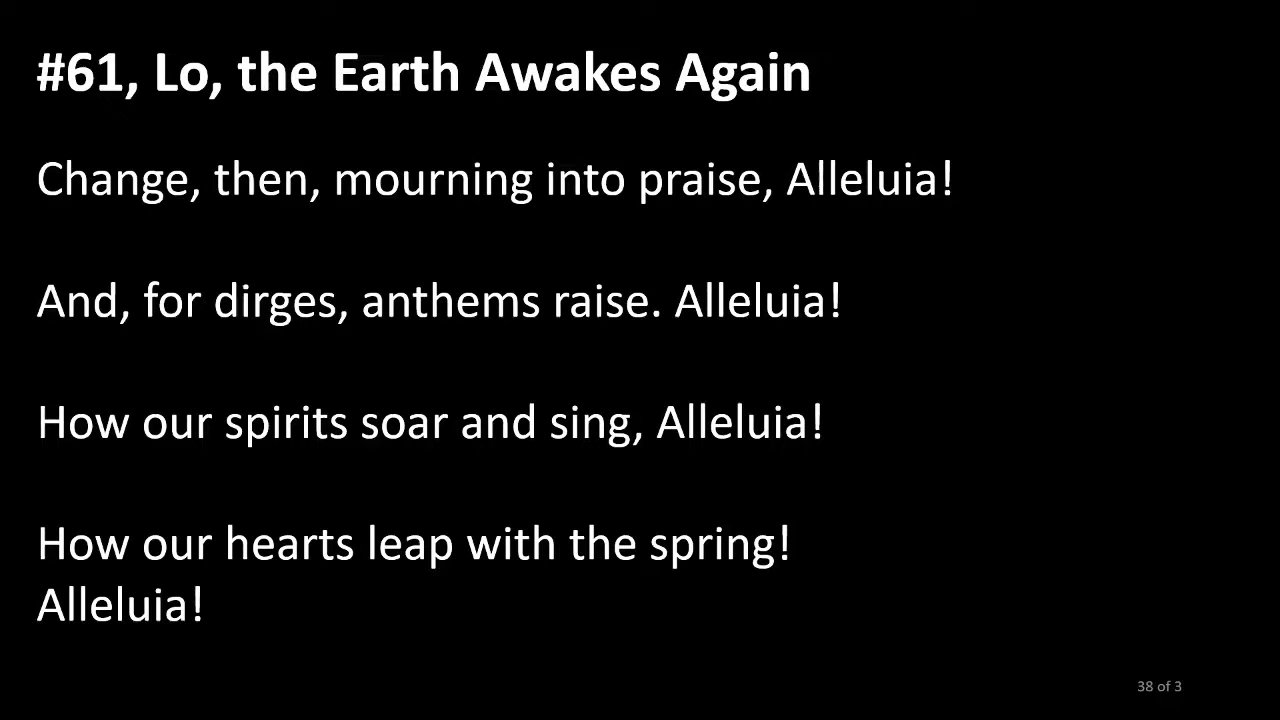 #61, Lo, the Earth Awakes Again
Change, then, mourning into praise, Alleluia!
And, for dirges, anthems raise. Alleluia!
How our spirits soar and sing, Alleluia!
How our hearts leap with the spring!
Alleluia!
38 of 3